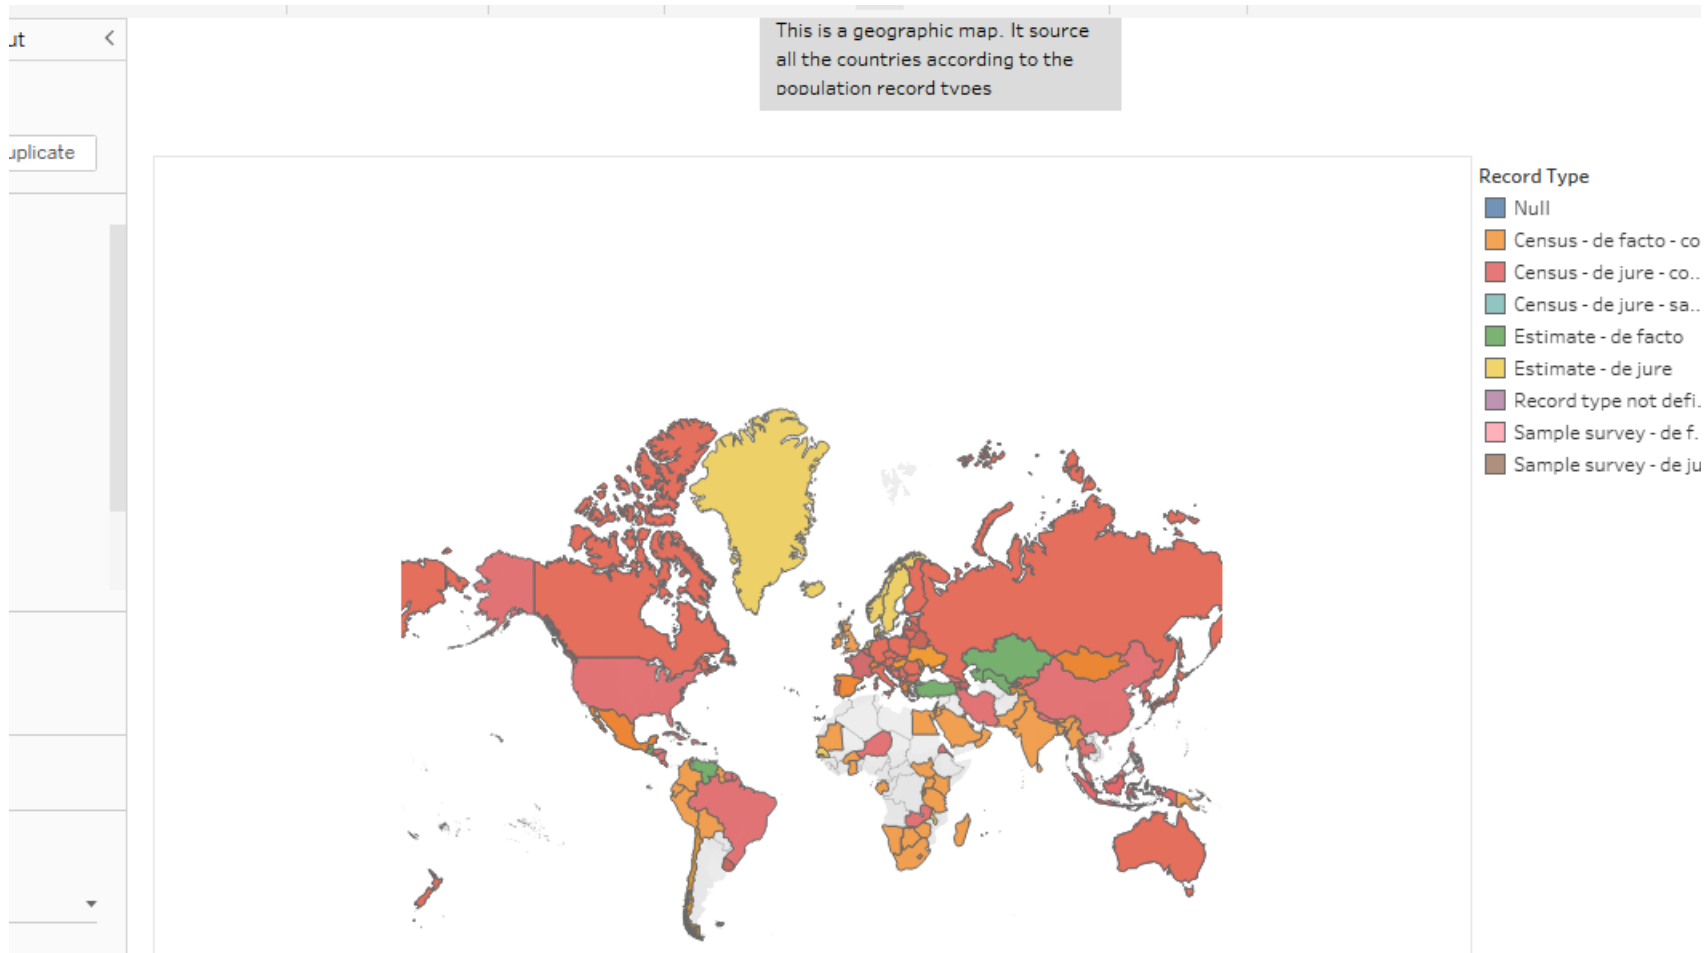 This is a geographic map. It source
all the countries according to the
population record types
ut
uplicate
Record Type
Null
Census - de facto - co
Census - de jure - co..
Census - de jure - sa..
Estimate - de facto
Estimate - de jure
Record type not defi.
Sample survey - de f.
Sample survey - de ju